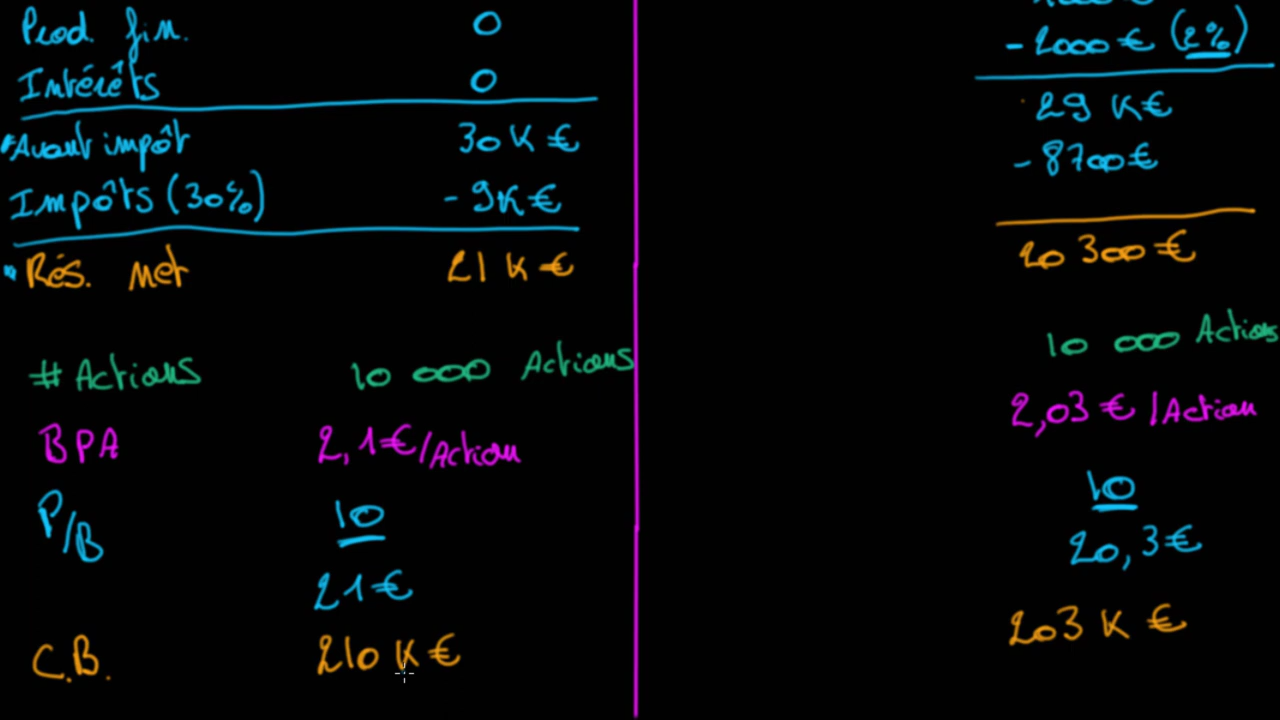 Prod. fin. 0
Intérêts 0
Avant impôt 30 K €
Impôts (30%) - 9K €
Rés. net 21 K €
# Actions 10 000 Actions
BPA 2,1 € /Action
P/B 10
21 €
C.B. 210 K €
- 2000 € (2%)
29 K €
- 8700 €
20 300 €
10 000 Actions
2,03 € /Action
10
20,3 €
203 K €